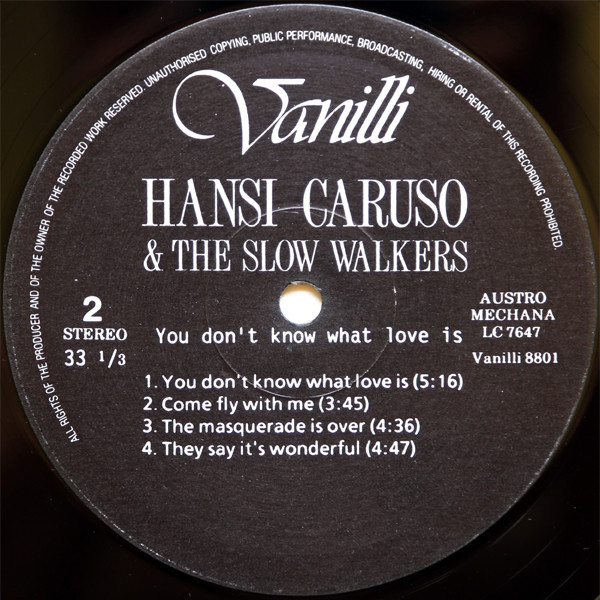 ALL RIGHTS OF THE PRODUCER AND OF THE OWNER OF THE RECORDED WORK RESERVED. UNAUTHORISED COPYING, PUBLIC PERFORMANCE, BROADCASTING, HIRING OR RENTAL OF THIS RECORDING PROHIBITED.
Vanilli
HANSI CARUSO
& THE SLOW WALKERS
2
STEREO
33 1/3
You don't know what love is
AUSTRO
MECHANA
LC 7647
Vanilli 8801
1. You don't know what love is (5:16)
2. Come fly with me (3:45)
3. The masquerade is over (4:36)
4. They say it's wonderful (4:47)